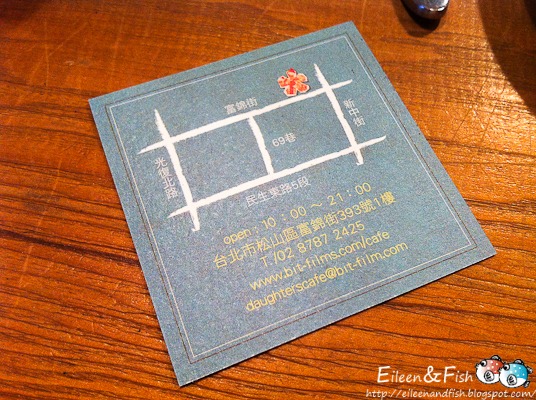 富錦街
新中街
69巷
光復北路
民生東路5段
open：10：00～21：00
台北市松山區富錦街393號1樓
T./02 8787 2425
www.bit-films.com/cafe
daughterscafe@bit-film.com
Eileen&Fish
http://eileenandfish.blogspot.com/